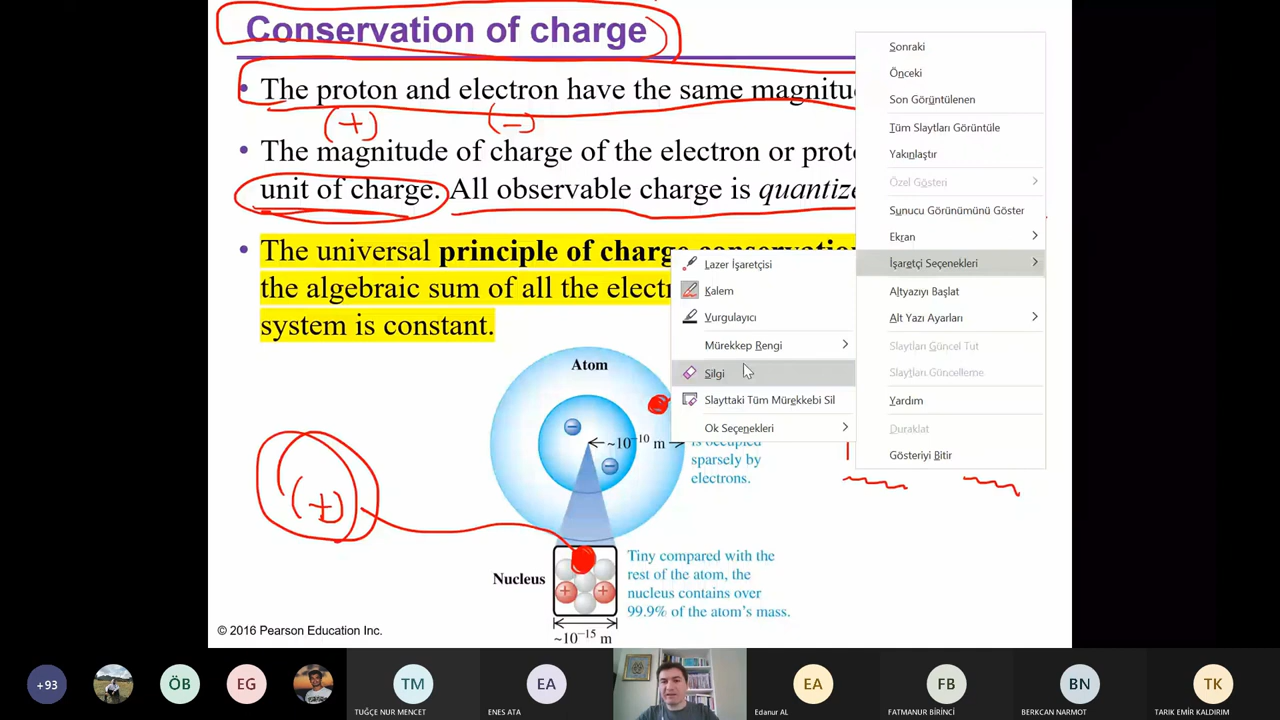 Conservation of charge
• The proton and electron have the same magnitu
(+) (−)
• The magnitude of charge of the electron or prot
unit of charge. All observable charge is quantize
• The universal principle of charge conservation
the algebraic sum of all the electr
system is constant.
Atom
~10⁻¹⁰ m
is occupied
sparsely by
electrons.
(+)
Nucleus
Tiny compared with the
rest of the atom, the
nucleus contains over
99.9% of the atom's mass.
~10⁻¹⁵ m
© 2016 Pearson Education Inc.
Lazer İşaretçisi
Kalem
Vurgulayıcı
Mürekkep Rengi
Silgi
Slayttaki Tüm Mürekkebi Sil
Ok Seçenekleri
Sonraki
Önceki
Son Görüntülenen
Tüm Slaytları Görüntüle
Yakınlaştır
Özel Gösteri
Sunucu Görünümünü Göster
Ekran
İşaretçi Seçenekleri
Altyazıyı Başlat
Alt Yazı Ayarları
Slaytları Güncel Tut
Slaytları Güncelleme
Yardım
Duraklat
Gösteriyi Bitir
+93
ÖB
EG
TM
TUĞÇE NUR MENCET
EA
ENES ATA
EA
Edanur AL
FB
FATMANUR BİRİNCİ
BN
BERKCAN NARMOT
TK
TARIK EMİR KALDIRIM